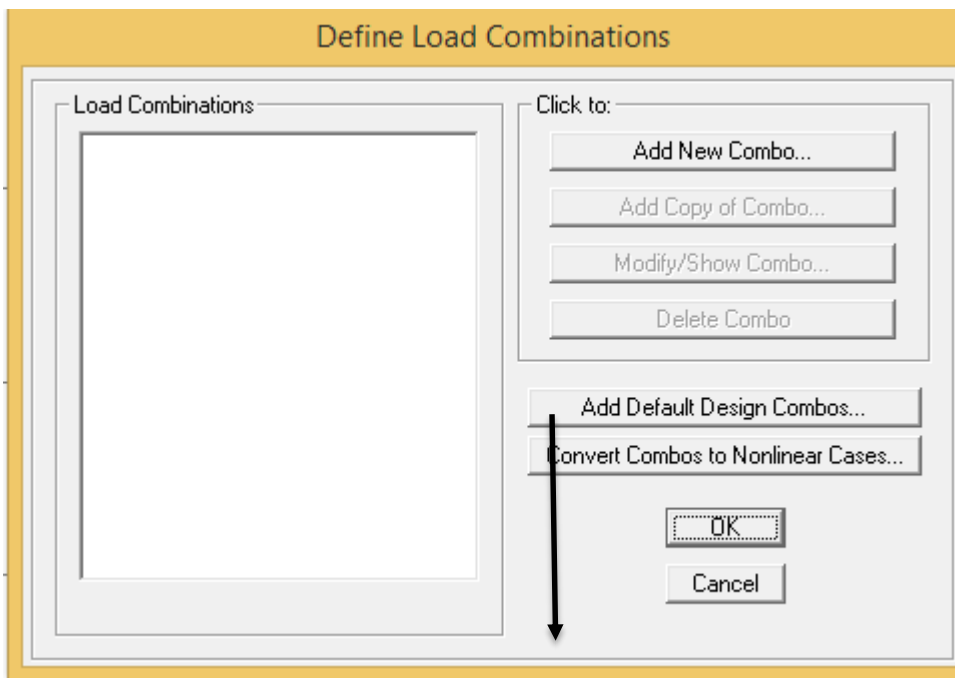 Define Load Combinations
Load Combinations
Click to:
Add New Combo...
Add Copy of Combo...
Modify/Show Combo...
Delete Combo
Add Default Design Combos...
Convert Combos to Nonlinear Cases...
OK
Cancel